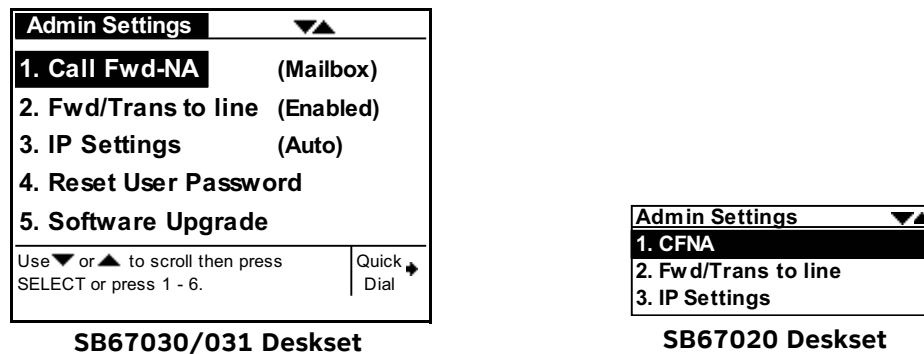 Admin Settings ▼▲
1. Call Fwd-NA (Mailbox)
2. Fwd/Trans to line (Enabled)
3. IP Settings (Auto)
4. Reset User Password
5. Software Upgrade
Use ▼ or ▲ to scroll then press
SELECT or press 1 - 6.
Quick
Dial
SB67030/031 Deskset
Admin Settings ▼▲
1. CFNA
2. Fwd/Trans to line
3. IP Settings
SB67020 Deskset